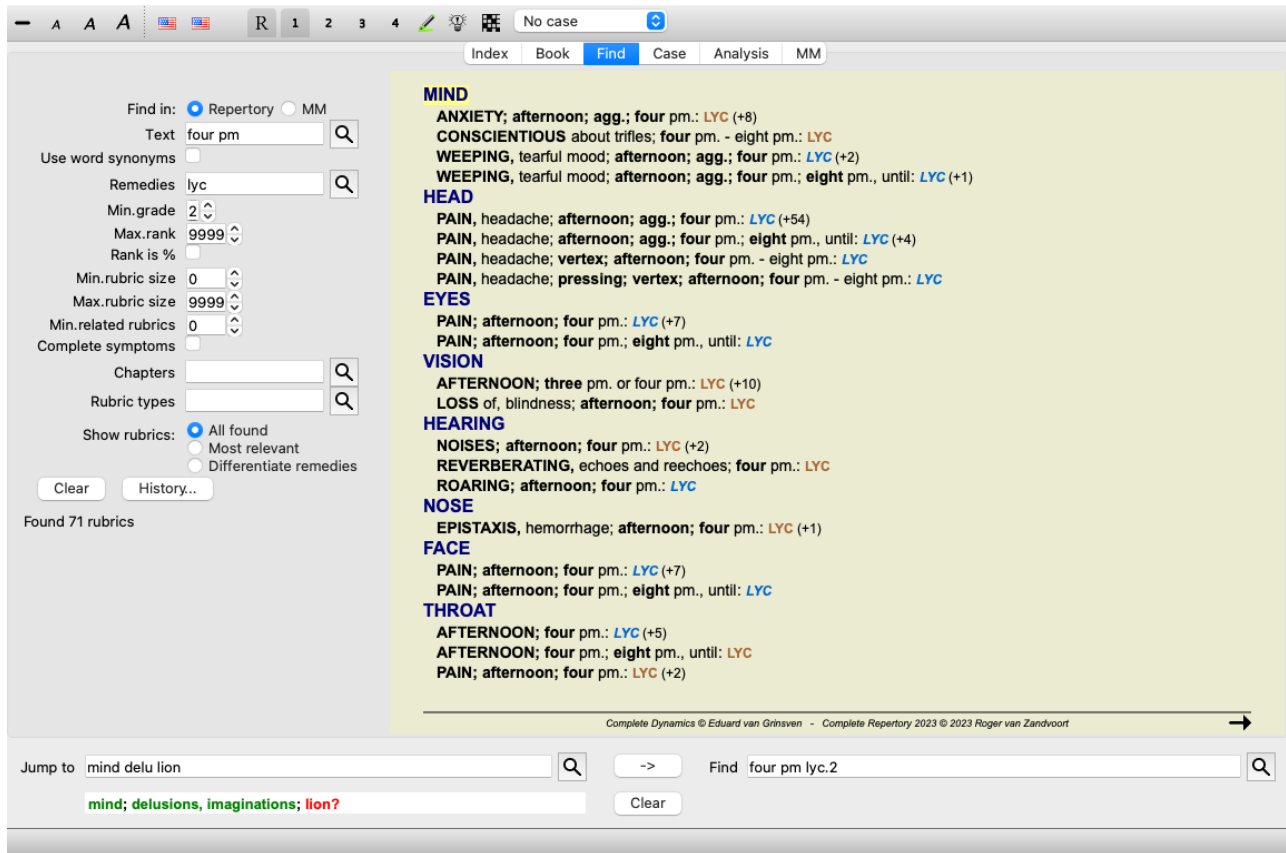 A A A R 1 2 3 4 No case
Index Book Find Case Analysis MM
Find in: Repertory MM
Text four pm
Use word synonyms
Remedies lyc
Min.grade 2
Max.rank 9999
Rank is %
Min.rubric size 0
Max.rubric size 9999
Min.related rubrics 0
Complete symptoms
Chapters
Rubric types
Show rubrics: All found
Most relevant
Differentiate remedies
Clear History...
Found 71 rubrics
MIND
ANXIETY; afternoon; agg.; four pm.: LYC (+8)
CONSCIENTIOUS about trifles; four pm. - eight pm.: LYC
WEEPING, tearful mood; afternoon; agg.; four pm.: LYC (+2)
WEEPING, tearful mood; afternoon; agg.; four pm.; eight pm., until: LYC (+1)
HEAD
PAIN, headache; afternoon; agg.; four pm.: LYC (+54)
PAIN, headache; afternoon; agg.; four pm.; eight pm., until: LYC (+4)
PAIN, headache; vertex; afternoon; four pm. - eight pm.: LYC
PAIN, headache; pressing; vertex; afternoon; four pm. - eight pm.: LYC
EYES
PAIN; afternoon; four pm.: LYC (+7)
PAIN; afternoon; four pm.; eight pm., until: LYC
VISION
AFTERNOON; three pm. or four pm.: LYC (+10)
LOSS of, blindness; afternoon; four pm.: LYC
HEARING
NOISES; afternoon; four pm.: LYC (+2)
REVERBERATING, echoes and reechoes; four pm.: LYC
ROARING; afternoon; four pm.: LYC
NOSE
EPISTAXIS, hemorrhage; afternoon; four pm.: LYC (+1)
FACE
PAIN; afternoon; four pm.: LYC (+7)
PAIN; afternoon; four pm.; eight pm., until: LYC
THROAT
AFTERNOON; four pm.: LYC (+5)
AFTERNOON; four pm.; eight pm., until: LYC
PAIN; afternoon; four pm.: LYC (+2)
Complete Dynamics © Eduard van Grinsven - Complete Repertory 2023 © 2023 Roger van Zandvoort
Jump to mind delu lion -> Find four pm lyc.2
mind; delusions, imaginations; lion? Clear